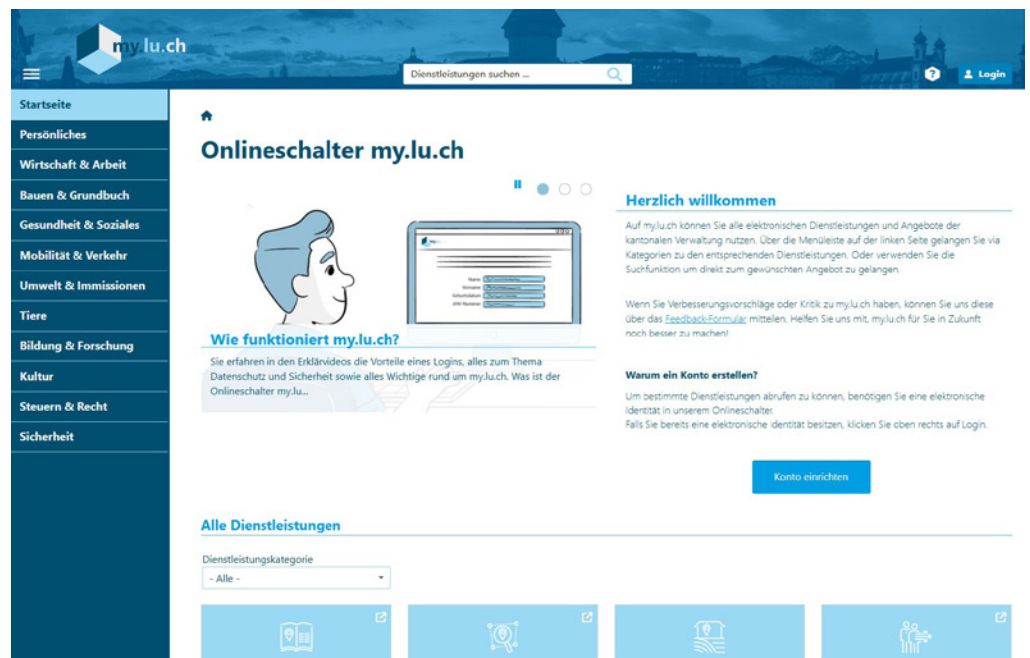 my.lu.ch
Dienstleistungen suchen ...
?
Login
Startseite
Persönliches
Wirtschaft & Arbeit
Bauen & Grundbuch
Gesundheit & Soziales
Mobilität & Verkehr
Umwelt & Immissionen
Tiere
Bildung & Forschung
Kultur
Steuern & Recht
Sicherheit
Onlineschalter my.lu.ch
Name
Vorname
Geburtsdatum
AHV Nummer
Wie funktioniert my.lu.ch?
Sie erfahren in den Erklärvideos die Vorteile eines Logins, alles zum Thema
Datenschutz und Sicherheit sowie alles Wichtige rund um my.lu.ch. Was ist der
Onlineschalter my.lu...
Herzlich willkommen
Auf my.lu.ch können Sie alle elektronischen Dienstleistungen und Angebote der
kantonalen Verwaltung nutzen. Über die Menüleiste auf der linken Seite gelangen Sie via
Kategorien zu den entsprechenden Dienstleistungen. Oder verwenden Sie die
Suchfunktion um direkt zum gewünschten Angebot zu gelangen.
Wenn Sie Verbesserungsvorschläge oder Kritik zu my.lu.ch haben, können Sie uns diese
über das Feedback-Formular mitteilen. Helfen Sie uns mit, my.lu.ch für Sie in Zukunft
noch besser zu machen!
Warum ein Konto erstellen?
Um bestimmte Dienstleistungen abrufen zu können, benötigen Sie eine elektronische
Identität in unserem Onlineschalter.
Falls Sie bereits eine elektronische Identität besitzen, klicken Sie oben rechts auf Login.
Konto einrichten
Alle Dienstleistungen
Dienstleistungskategorie
- Alle -